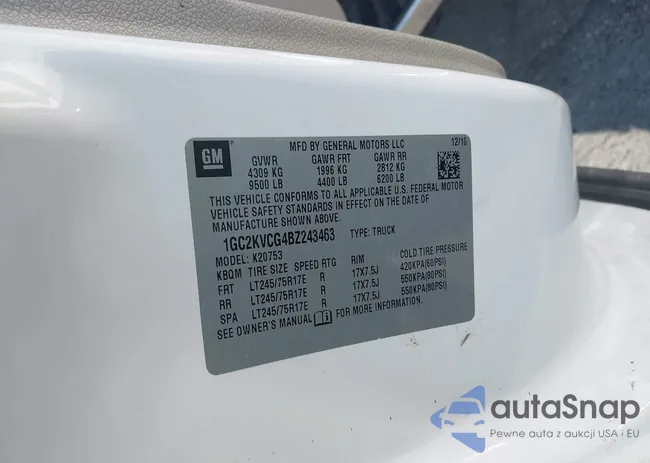 GM
MFD BY GENERAL MOTORS LLC 12/10
GVWR GAWR FRT GAWR RR
4309 KG 1996 KG 2812 KG
9500 LB 4400 LB 6200 LB
THIS VEHICLE CONFORMS TO ALL APPLICABLE U.S. FEDERAL MOTOR
VEHICLE SAFETY STANDARDS IN EFFECT ON THE DATE OF
MANUFACTURE SHOWN ABOVE.
1GC2KVCG4BZ243463 TYPE: TRUCK
MODEL: K20753
KBQM TIRE SIZE SPEED RTG RIM COLD TIRE PRESSURE
FRT LT245/75R17E R 17X7.5J 420KPA(60PSI)
RR LT245/75R17E R 17X7.5J 550KPA(80PSI)
SPA LT245/75R17E R 17X7.5J 550KPA(80PSI)
SEE OWNER'S MANUAL FOR MORE INFORMATION.
autaSnap
Pewne auta z aukcji USA i EU